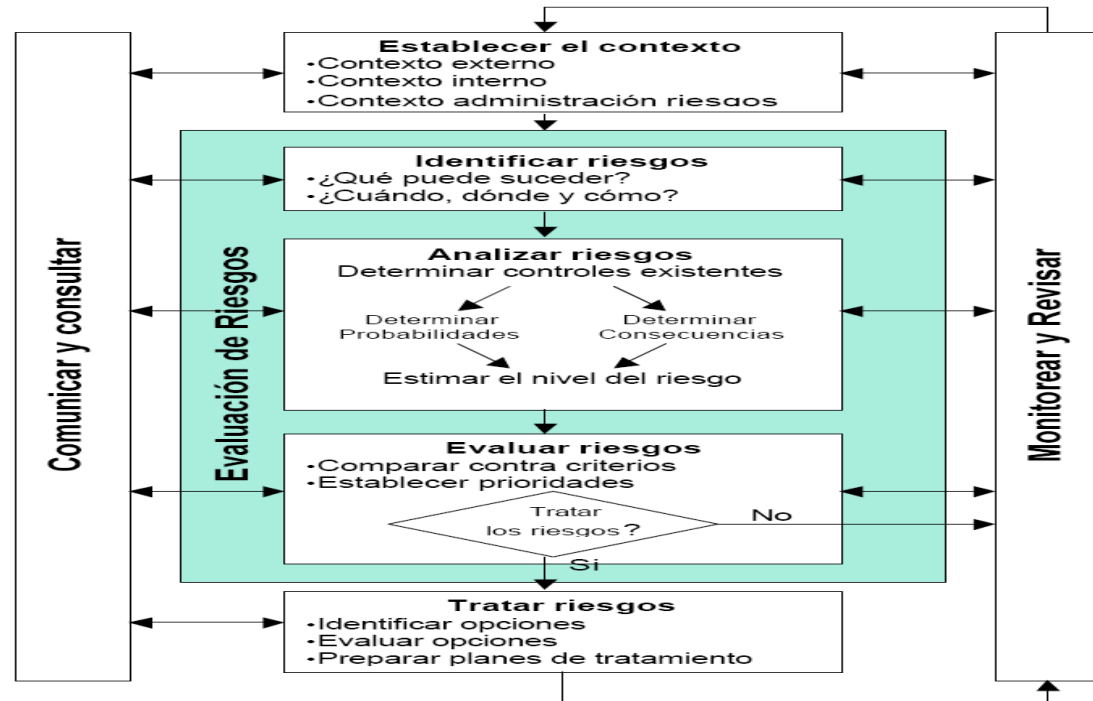 Establecer el contexto
•Contexto externo
•Contexto interno
•Contexto administración riesgos
Comunicar y consultar
Evaluación de Riesgos
Identificar riesgos
•¿Qué puede suceder?
•¿Cuándo, dónde y cómo?
Analizar riesgos
Determinar controles existentes
Determinar
Probabilidades
Determinar
Consecuencias
Estimar el nivel del riesgo
Evaluar riesgos
•Comparar contra criterios
•Establecer prioridades
Tratar
los riesgos?
No
Si
Tratar riesgos
•Identificar opciones
•Evaluar opciones
•Preparar planes de tratamiento
Monitorear y Revisar